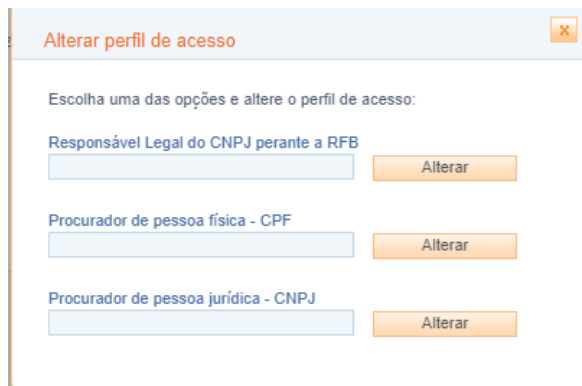 Alterar perfil de acesso
x
Escolha uma das opções e altere o perfil de acesso:
Responsável Legal do CNPJ perante a RFB
Alterar
Procurador de pessoa física - CPF
Alterar
Procurador de pessoa jurídica - CNPJ
Alterar